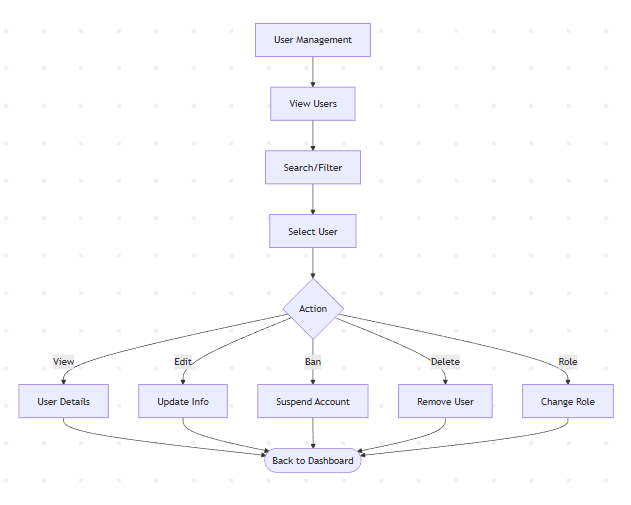 User Management
View Users
Search/Filter
Select User
Action
View
Edit
Ban
Delete
Role
User Details
Update Info
Suspend Account
Remove User
Change Role
Back to Dashboard